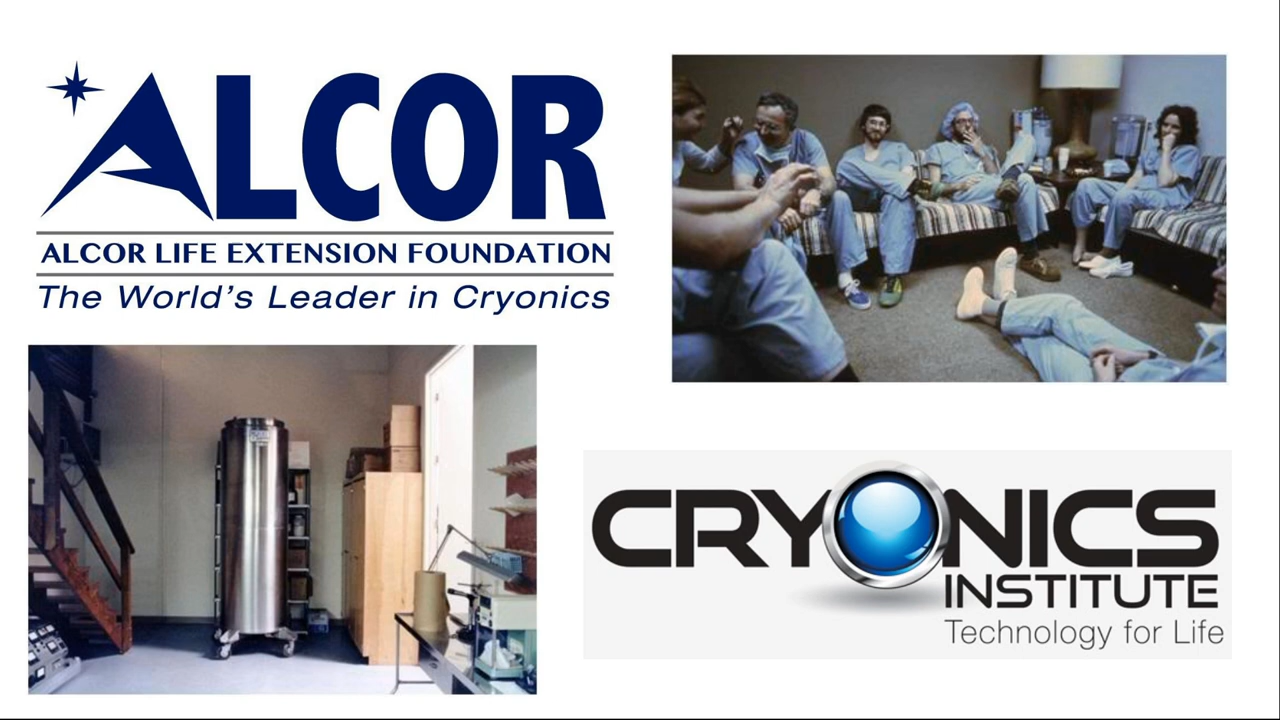 ALCOR
ALCOR LIFE EXTENSION FOUNDATION
The World's Leader in Cryonics
CRYONICS
INSTITUTE
Technology for Life